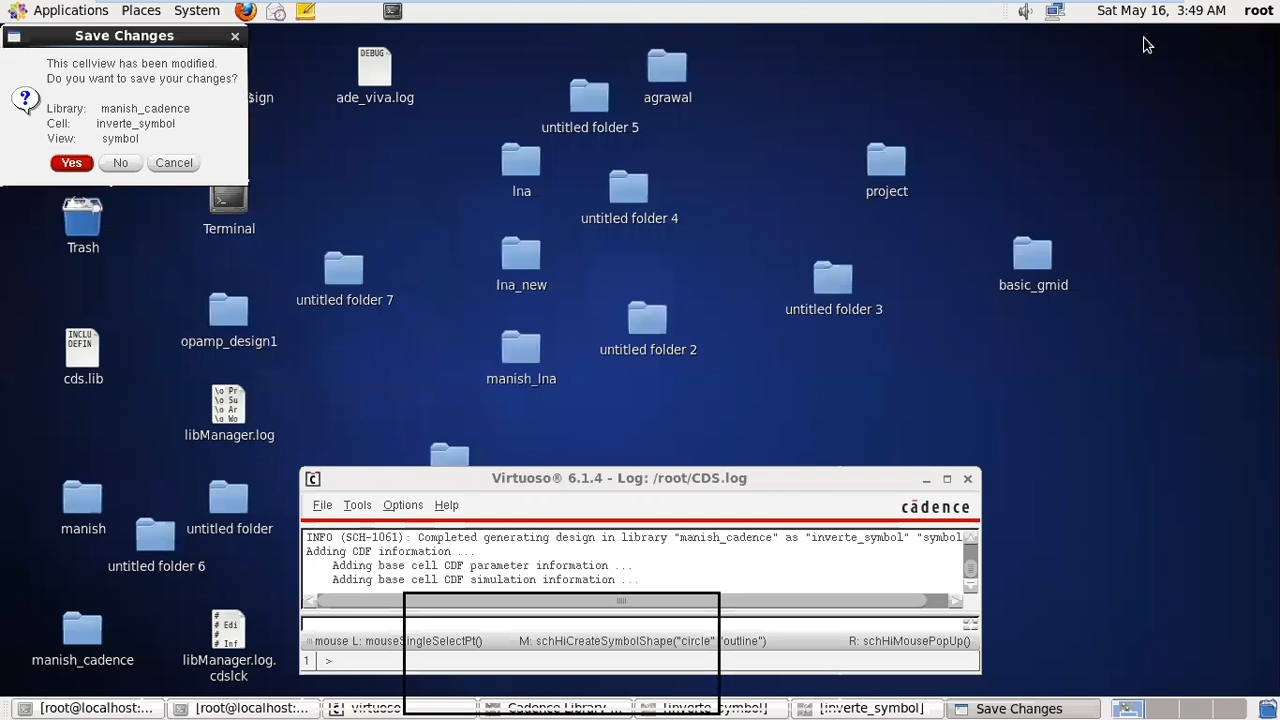 Applications Places System
Sat May 16, 3:49 AM root
Save Changes
This cellview has been modified.
Do you want to save your changes?
Library: manish_cadence
Cell: inverte_symbol
View: symbol
Yes No Cancel
ade_viva.log
agrawal
untitled folder 5
lna
untitled folder 4
project
Trash
Terminal
untitled folder 7
lna_new
untitled folder 3
basic_gmid
INCLU
DEFIN
cds.lib
opamp_design1
manish_lna
untitled folder 2
libManager.log
manish
untitled folder
untitled folder 6
manish_cadence
libManager.log.
cdslck
Virtuoso® 6.1.4 - Log: /root/CDS.log
File Tools Options Help
cādence
INFO (SCH-1061): Completed generating design in library "manish_cadence" as "inverte_symbol" "symbol
Adding CDF information ...
Adding base cell CDF parameter information ...
Adding base cell CDF simulation information ...
mouse L: mouseSingleSelectPt() M: schHiCreateSymbolShape("circle" "outline") R: schHiMousePopUp()
1 >
[root@localhost:... [root@localhost:... virtuoso Cadence Library ... [inverte_symbol] [inverte_symbol] Save Changes